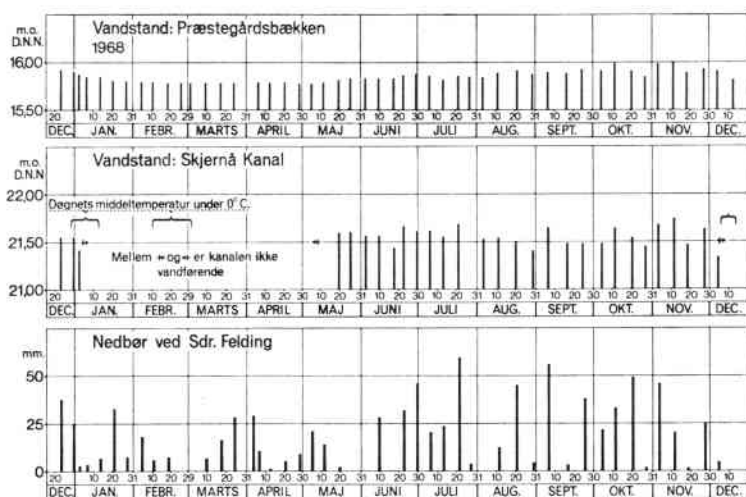 m.o.
D.N.N.
Vandstand: Præstegårdsbækken
1968
16,00
15,50
20 31 10 20 31 10 20 29 10 20 31 10 20 30 10 20 31 10 20 30 10 20 31 10 20 31 10 20 30 10 20 31 10 20 30 10
DEC. JAN. FEBR. MARTS APRIL MAJ JUNI JULI AUG. SEPT. OKT. NOV. DEC.
m.o.
D.N.N
Vandstand: Skjernå Kanal
22,00
Døgnets middeltemperatur under 0°C.
21,50
Mellem ↔ og ↔ er kanalen ikke
vandførende
21,00
20 31 10 20 31 10 20 29 10 20 31 10 20 30 10 20 31 10 20 30 10 20 31 10 20 31 10 20 30 10 20 31 10 20 30 10
DEC. JAN. FEBR. MARTS APRIL MAJ JUNI JULI AUG. SEPT. OKT. NOV. DEC.
mm.
Nedbør ved Sdr. Felding
50
25
0
20 31 10 20 31 10 20 29 10 20 31 10 20 30 10 20 31 10 20 30 10 20 31 10 20 31 10 20 30 10 20 31 10 20 30 10
DEC. JAN. FEBR. MARTS APRIL MAJ JUNI JULI AUG. SEPT. OKT. NOV. DEC.